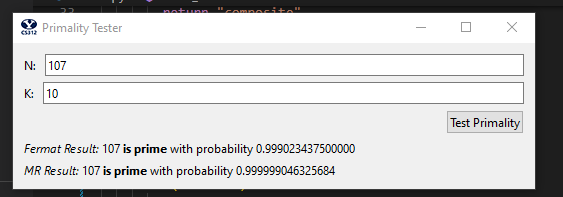 return "composite"
CS312
Primality Tester
N: 107
K: 10
Test Primality
Fermat Result: 107 is prime with probability 0.999023437500000
MR Result: 107 is prime with probability 0.999999046325684